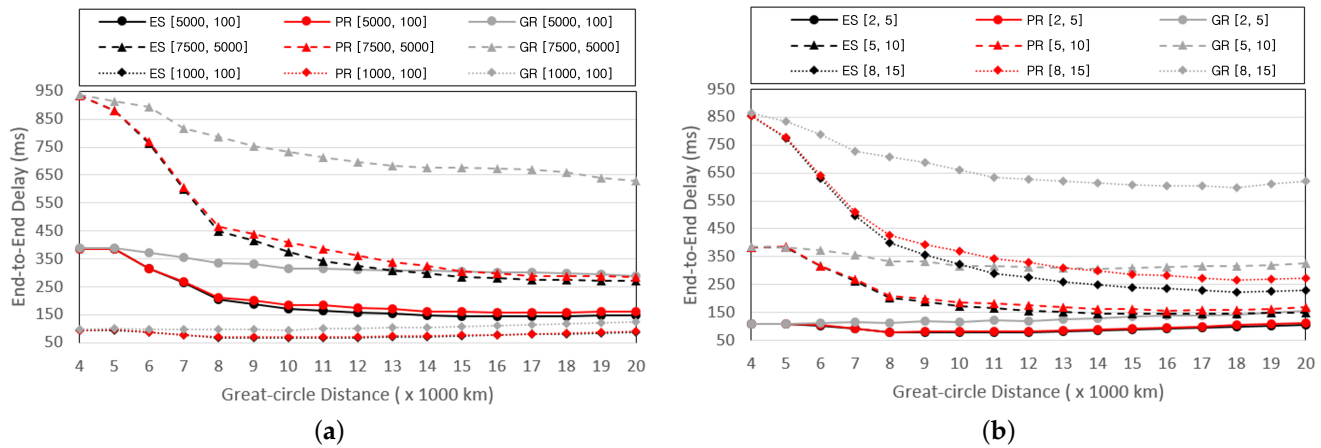 (a)
ES [5000, 100] PR [5000, 100] GR [5000, 100]
ES [7500, 5000] PR [7500, 5000] GR [7500, 5000]
ES [1000, 100] PR [1000, 100] GR [1000, 100]
End-to-End Delay (ms)
950
850
750
650
550
450
350
250
150
50
4 5 6 7 8 9 10 11 12 13 14 15 16 17 18 19 20
Great-circle Distance ( x 1000 km)
(b)
ES [2, 5] PR [2, 5] GR [2, 5]
ES [5, 10] PR [5, 10] GR [5, 10]
ES [8, 15] PR [8, 15] GR [8, 15]
End-to-End Delay (ms)
950
850
750
650
550
450
350
250
150
50
4 5 6 7 8 9 10 11 12 13 14 15 16 17 18 19 20
Great-circle Distance ( x 1000 km)